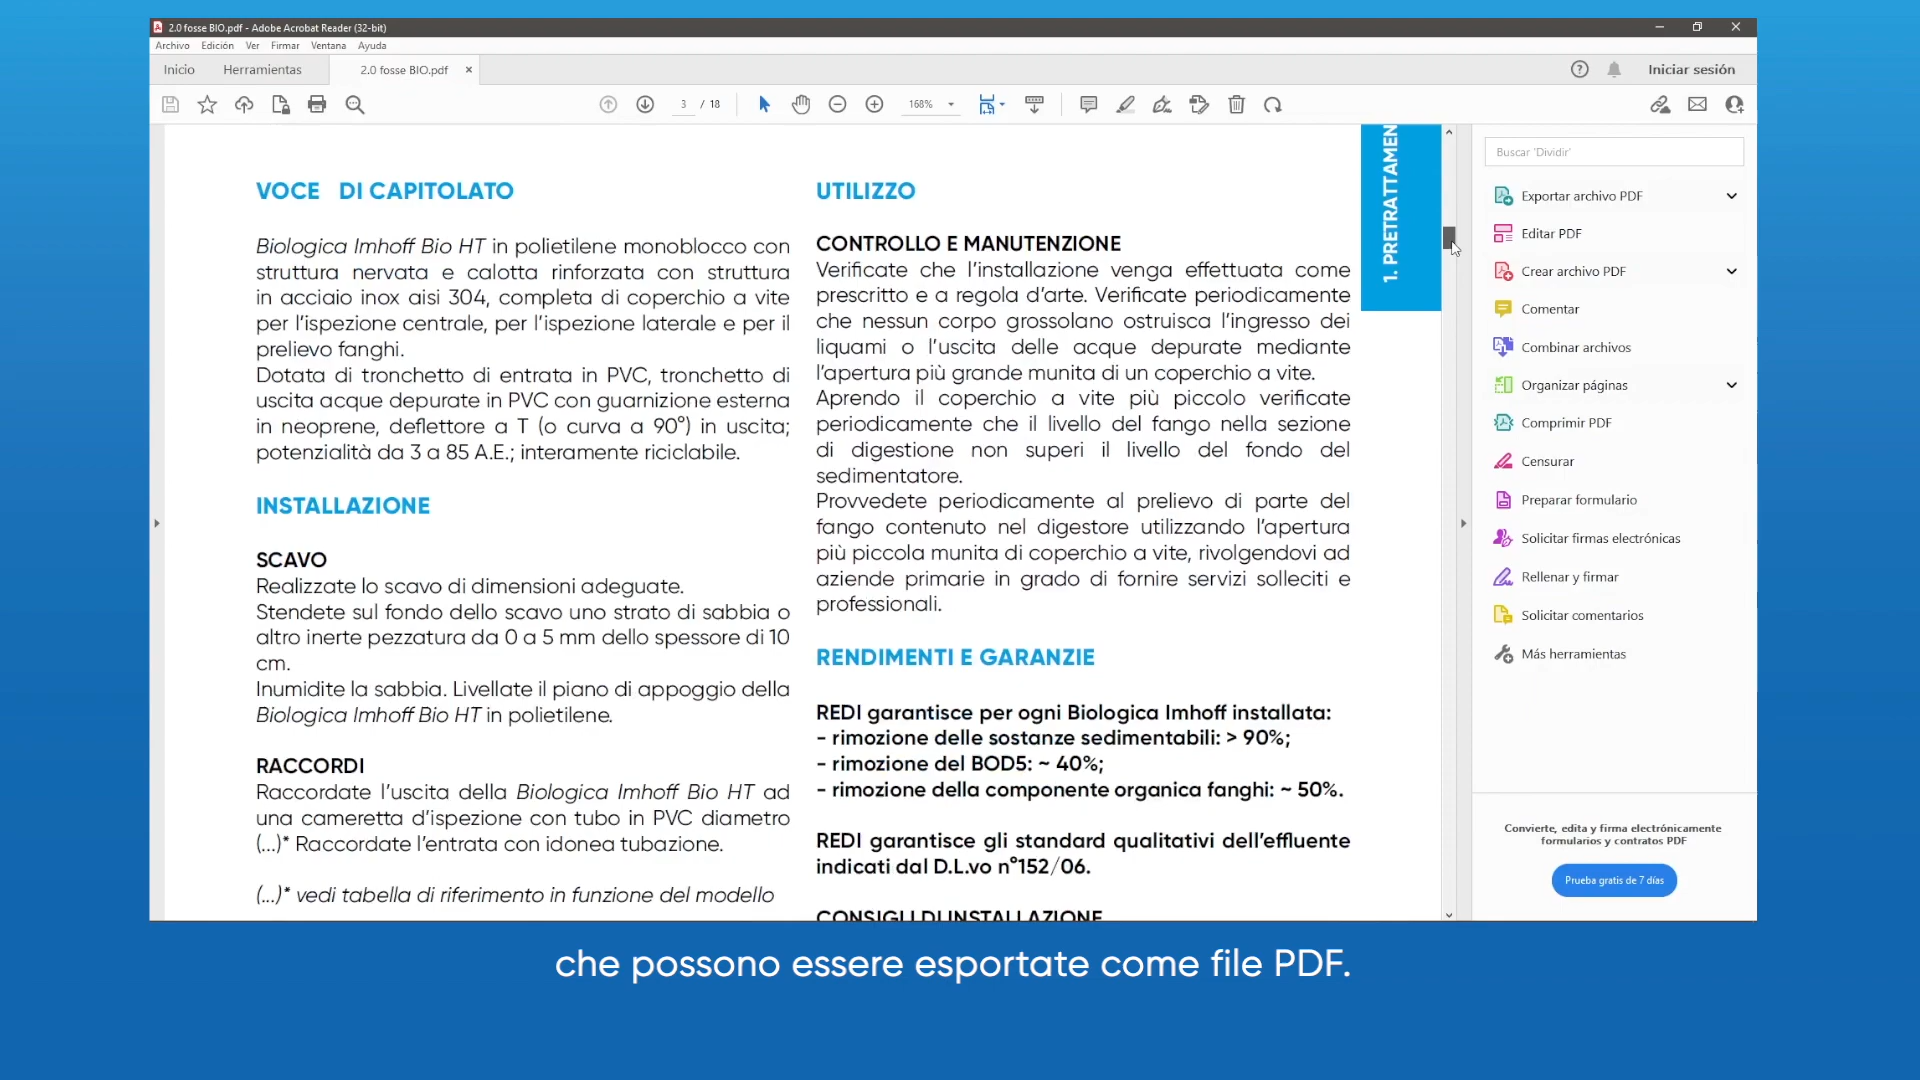 2.0 fosse BIO.pdf - Adobe Acrobat Reader (32-bit)
Archivo Edición Ver Firmar Ventana Ayuda
Inicio Herramientas 2.0 fosse BIO.pdf Iniciar sesión
3 / 18 168%
VOCE DI CAPITOLATO
Biologica Imhoff Bio HT in polietilene monoblocco con
struttura nervata e calotta rinforzata con struttura
in acciaio inox aisi 304, completa di coperchio a vite
per l'ispezione centrale, per l'ispezione laterale e per il
prelievo fanghi.
Dotata di tronchetto di entrata in PVC, tronchetto di
uscita acque depurate in PVC con guarnizione esterna
in neoprene, deflettore a T (o curva a 90°) in uscita;
potenzialità da 3 a 85 A.E.; interamente riciclabile.
INSTALLAZIONE
SCAVO
Realizzate lo scavo di dimensioni adeguate.
Stendete sul fondo dello scavo uno strato di sabbia o
altro inerte pezzatura da 0 a 5 mm dello spessore di 10
cm.
Inumidite la sabbia. Livellate il piano di appoggio della
Biologica Imhoff Bio HT in polietilene.
RACCORDI
Raccordate l'uscita della Biologica Imhoff Bio HT ad
una cameretta d'ispezione con tubo in PVC diametro
(...)* Raccordate l'entrata con idonea tubazione.
(...)* vedi tabella di riferimento in funzione del modello
UTILIZZO
CONTROLLO E MANUTENZIONE
Verificate che l'installazione venga effettuata come
prescritto e a regola d'arte. Verificate periodicamente
che nessun corpo grossolano ostruisca l'ingresso dei
liquami o l'uscita delle acque depurate mediante
l'apertura più grande munita di un coperchio a vite.
Aprendo il coperchio a vite più piccolo verificate
periodicamente che il livello del fango nella sezione
di digestione non superi il livello del fondo del
sedimentatore.
Provvedete periodicamente al prelievo di parte del
fango contenuto nel digestore utilizzando l'apertura
più piccola munita di coperchio a vite, rivolgendovi ad
aziende primarie in grado di fornire servizi solleciti e
professionali.
RENDIMENTI E GARANZIE
REDI garantisce per ogni Biologica Imhoff installata:
- rimozione delle sostanze sedimentabili: > 90%;
- rimozione del BOD5: ~ 40%;
- rimozione della componente organica fanghi: ~ 50%.
REDI garantisce gli standard qualitativi dell'effluente
indicati dal D.L.vo n°152/06.
CONSIGLI DI INSTALLAZIONE
1. PRETRATTAMEN
Buscar 'Dividir'
Exportar archivo PDF
Editar PDF
Crear archivo PDF
Comentar
Combinar archivos
Organizar páginas
Comprimir PDF
Censurar
Preparar formulario
Solicitar firmas electrónicas
Rellenar y firmar
Solicitar comentarios
Más herramientas
Convierte, edita y firma electrónicamente
formularios y contratos PDF
Prueba gratis de 7 días
che possono essere esportate come file PDF.